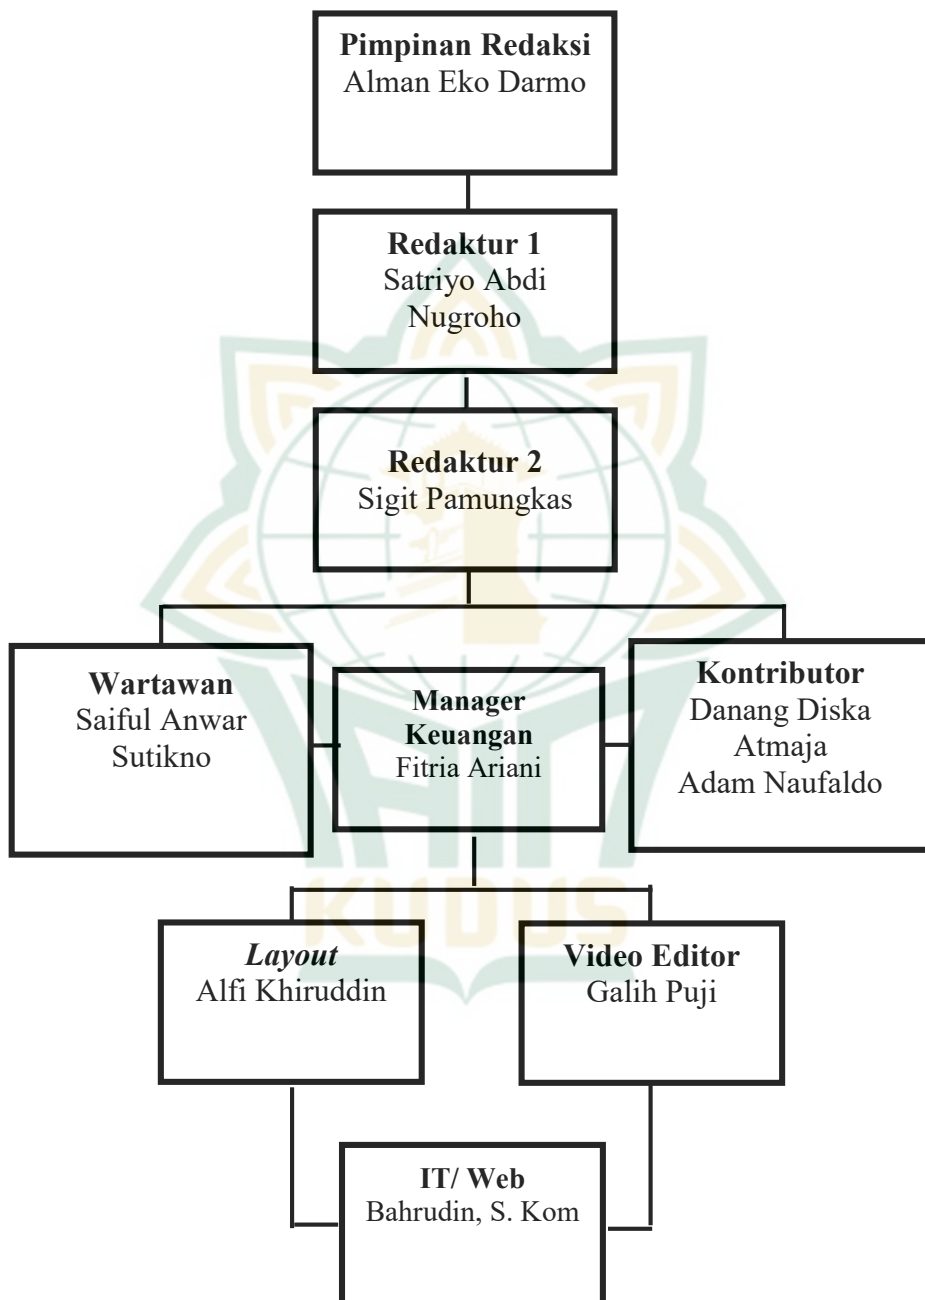 Pimpinan Redaksi
Alman Eko Darmo
Redaktur 1
Satriyo Abdi
Nugroho
Redaktur 2
Sigit Pamungkas
Wartawan
Saiful Anwar
Sutikno
Manager
Keuangan
Fitria Ariani
Kontributor
Danang Diska
Atmaja
Adam Naufaldo
Layout
Alfi Khiruddin
Video Editor
Galih Puji
IT/ Web
Bahrudin, S. Kom
IAIN
KUDUS